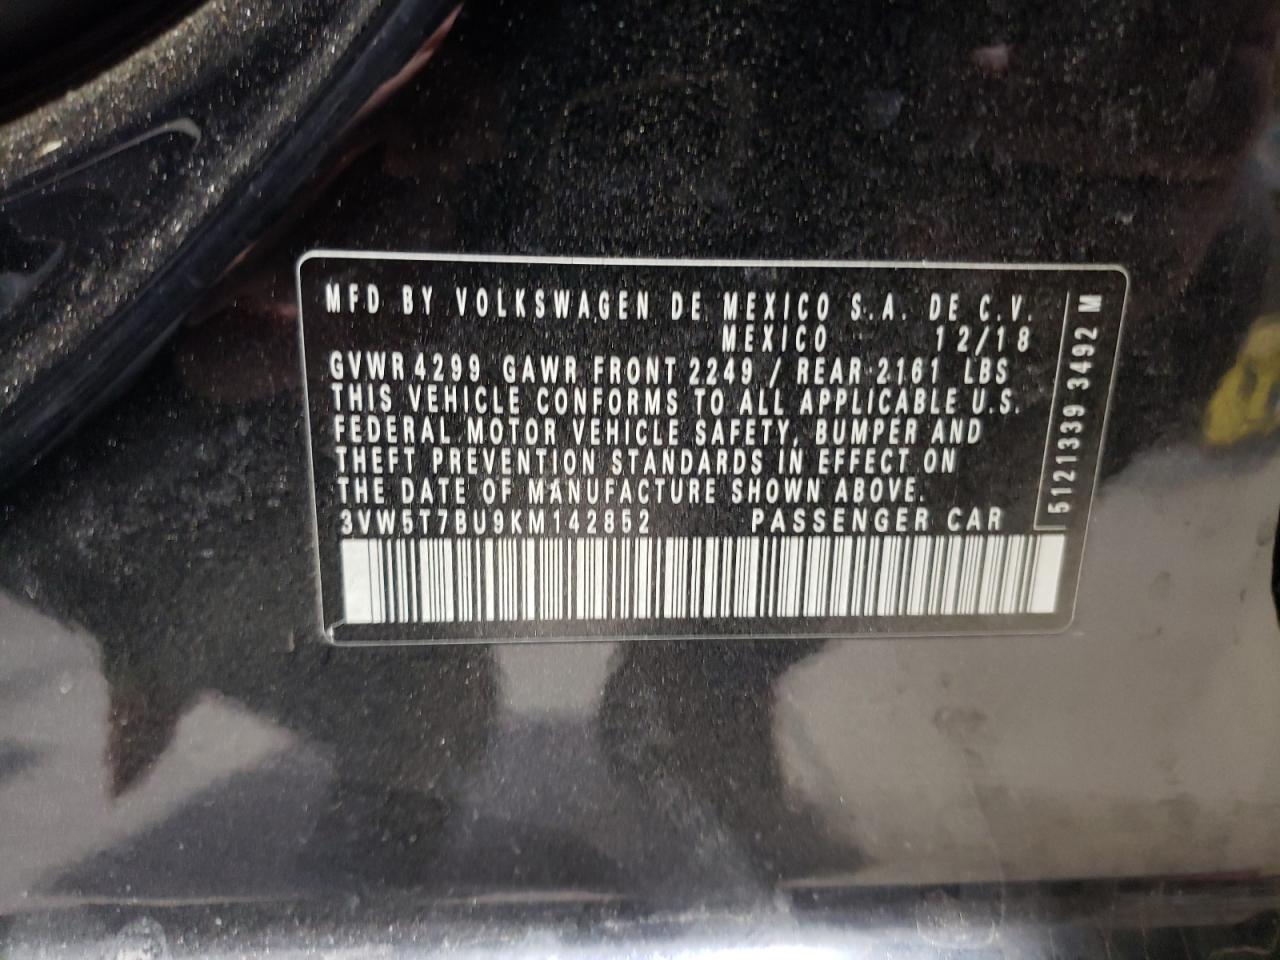 MFD BY VOLKSWAGEN DE MEXICO S.A. DE C.V.
MEXICO 12/18
GVWR 4299 GAWR FRONT 2249 / REAR 2161 LBS
THIS VEHICLE CONFORMS TO ALL APPLICABLE U.S.
FEDERAL MOTOR VEHICLE SAFETY, BUMPER AND
THEFT PREVENTION STANDARDS IN EFFECT ON
THE DATE OF MANUFACTURE SHOWN ABOVE.
3VW5T7BU9KM142852 PASSENGER CAR
5121339 3492 M